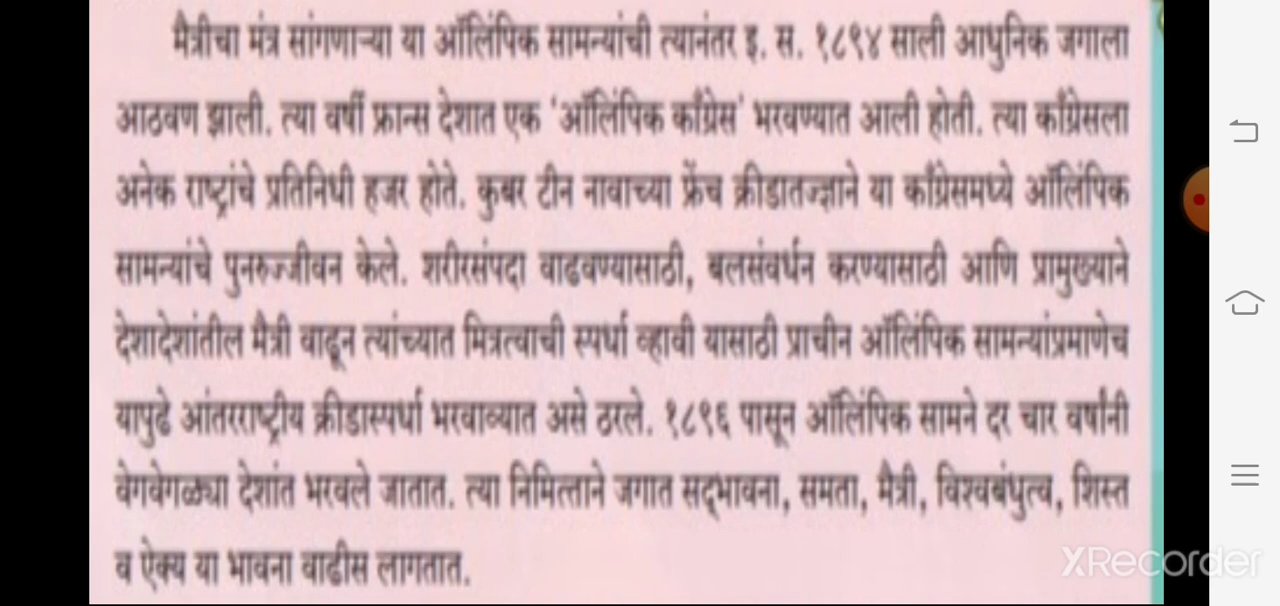 मैत्रीचा मंत्र सांगणाऱ्या या ऑलिंपिक सामन्यांची त्यानंतर इ. स. १८९४ साली आधुनिक जगाला
आठवण झाली. त्या वर्षी फ्रान्स देशात एक 'ऑलिंपिक काँग्रेस' भरवण्यात आली होती. त्या काँग्रेसला
अनेक राष्ट्रांचे प्रतिनिधी हजर होते. कुबर टीन नावाच्या फ्रेंच क्रीडातज्ज्ञाने या काँग्रेसमध्ये ऑलिंपिक
सामन्यांचे पुनरुज्जीवन केले. शरीरसंपदा वाढवण्यासाठी, बलसंवर्धन करण्यासाठी आणि प्रामुख्याने
देशादेशांतील मैत्री वाढून त्यांच्यात मित्रत्वाची स्पर्धा व्हावी यासाठी प्राचीन ऑलिंपिक सामन्यांप्रमाणेच
यापुढे आंतरराष्ट्रीय क्रीडास्पर्धा भरवाव्यात असे ठरले. १८९६ पासून ऑलिंपिक सामने दर चार वर्षांनी
वेगवेगळ्या देशांत भरवले जातात. त्या निमित्ताने जगात सद्‌भावना, समता, मैत्री, विश्वबंधुत्व, शिस्त
व ऐक्य या भावना वाढीस लागतात.
XRecorder